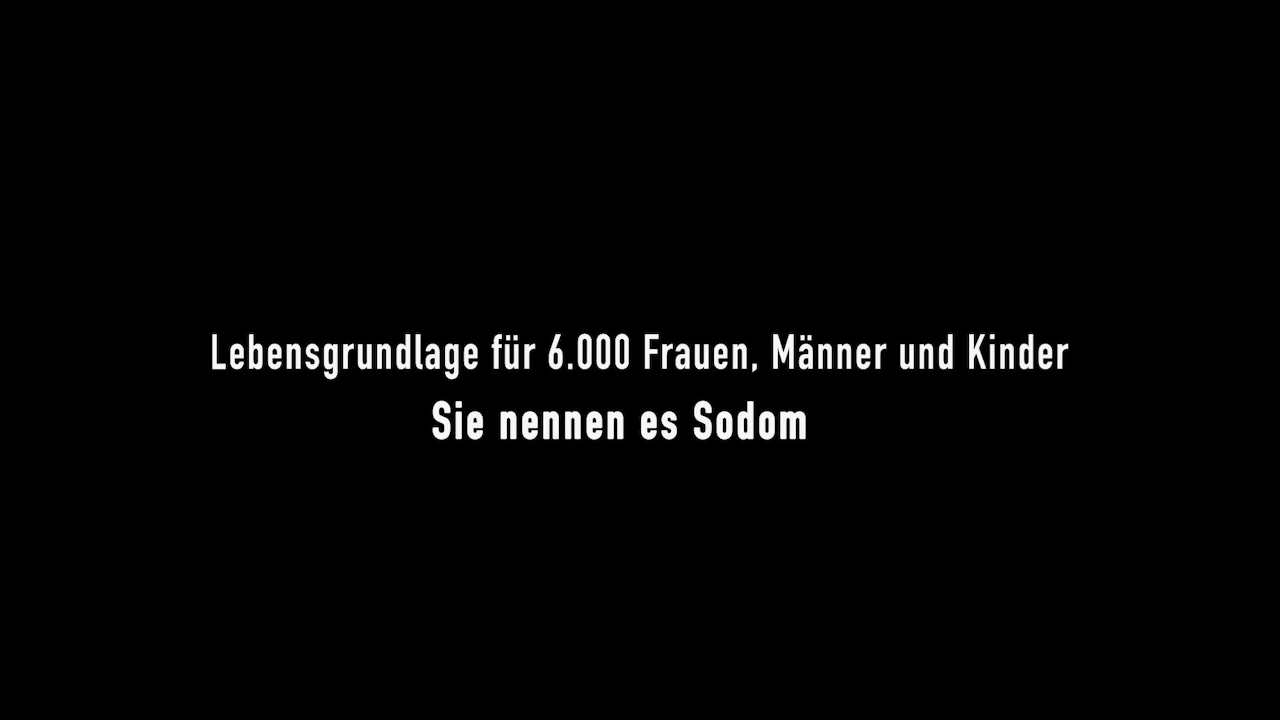 Lebensgrundlage für 6.000 Frauen, Männer und Kinder
Sie nennen es Sodom